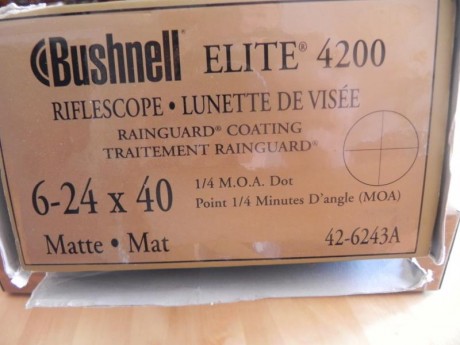 Bushnell ELITE® 4200
RIFLESCOPE • LUNETTE DE VISÉE
RAINGUARD® COATING
TRAITEMENT RAINGUARD®
6-24 x 40
1/4 M.O.A. Dot
Point 1/4 Minutes D'angle (MOA)
Matte • Mat
42-6243A